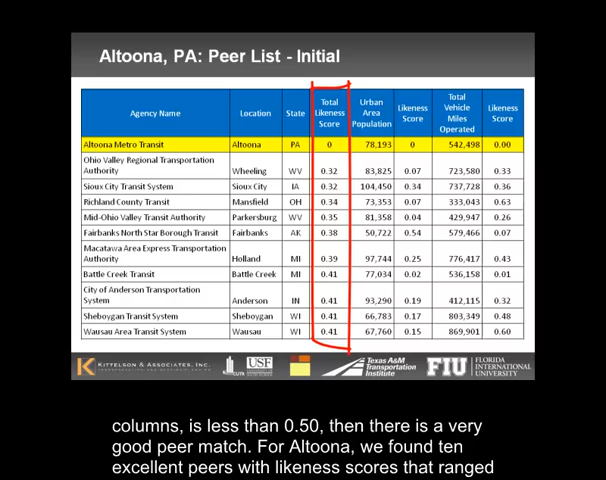 Altoona, PA: Peer List - Initial
Agency Name Location State Total Likeness Score Urban Area Population Likeness Score Total Vehicle Miles Operated Likeness Score
Altoona Metro Transit Altoona PA 0 78,193 0 542,498 0.00
Ohio Valley Regional Transportation Authority Wheeling WV 0.32 83,825 0.07 723,580 0.33
Sioux City Transit System Sioux City IA 0.32 104,450 0.34 737,728 0.36
Richland County Transit Mansfield OH 0.34 73,353 0.07 333,043 0.63
Mid-Ohio Valley Transit Authority Parkersburg WV 0.35 81,358 0.04 429,947 0.26
Fairbanks North Star Borough Transit Fairbanks AK 0.38 50,722 0.54 579,466 0.07
Macatawa Area Express Transportation Authority Holland MI 0.39 97,744 0.25 776,417 0.43
Battle Creek Transit Battle Creek MI 0.41 77,034 0.02 536,158 0.01
City of Anderson Transportation System Anderson IN 0.41 93,290 0.19 412,115 0.32
Sheboygan Transit System Sheboygan WI 0.41 66,783 0.17 803,349 0.48
Wausau Area Transit System Wausau WI 0.41 67,760 0.15 869,901 0.60
KITTELSON & ASSOCIATES, INC.
CUTR
USF
Texas A&M Transportation Institute
FIU FLORIDA INTERNATIONAL UNIVERSITY
columns, is less than 0.50, then there is a very
good peer match. For Altoona, we found ten
excellent peers with likeness scores that ranged